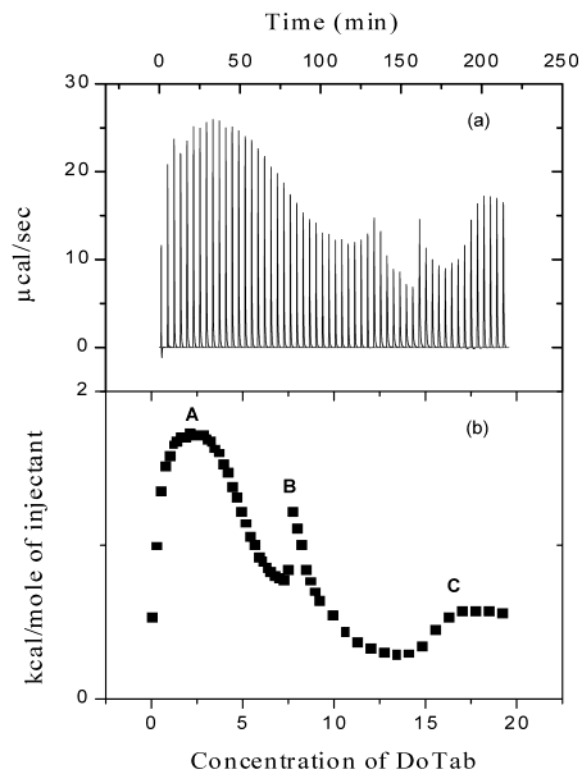 Time (min)
0 50 100 150 200 250
30
(a)
20
µcal/sec
10
0
2
A
(b)
B
kcal/mole of injectant
C
0
0 5 10 15 20
Concentration of DoTab